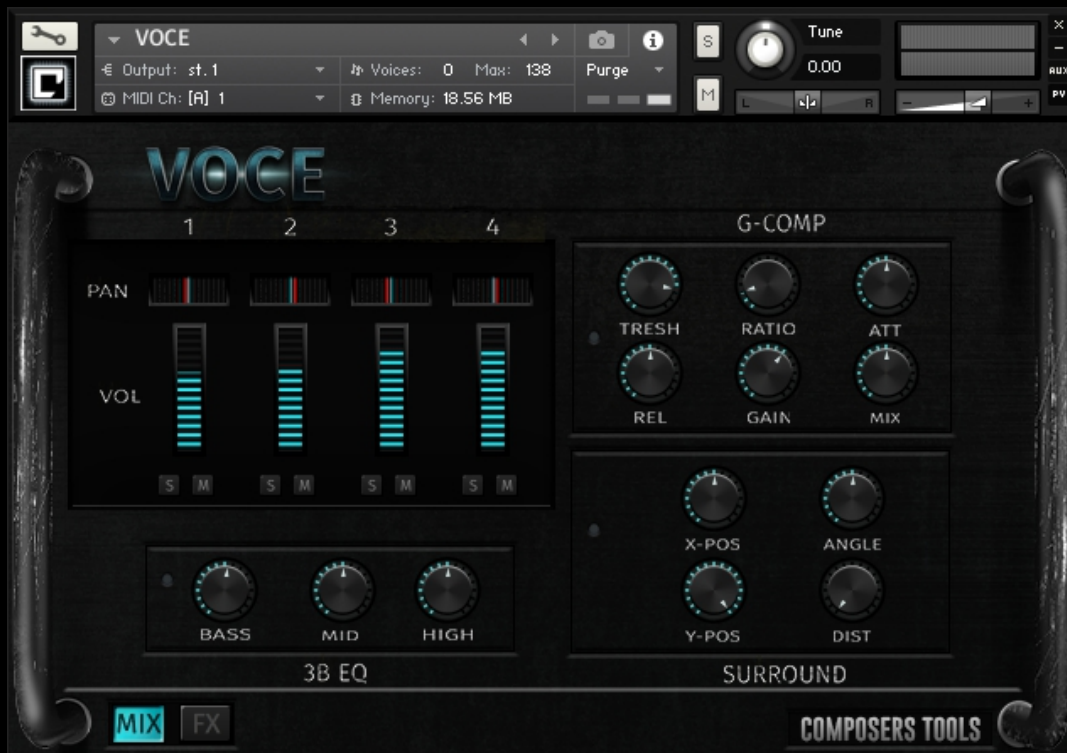 VOCE
S
Tune
X
Output: st.1
Voices: 0 Max: 138
Purge
0.00
AUX
MIDI Ch: [A] 1
Memory: 18.56 MB
M
L R
- +
PV
VOCE
1 2 3 4
G-COMP
PAN
TRESH RATIO ATT
VOL
REL GAIN MIX
S M S M S M S M
X-POS ANGLE
BASS MID HIGH
Y-POS DIST
3B EQ
SURROUND
MIX FX
COMPOSERS TOOLS